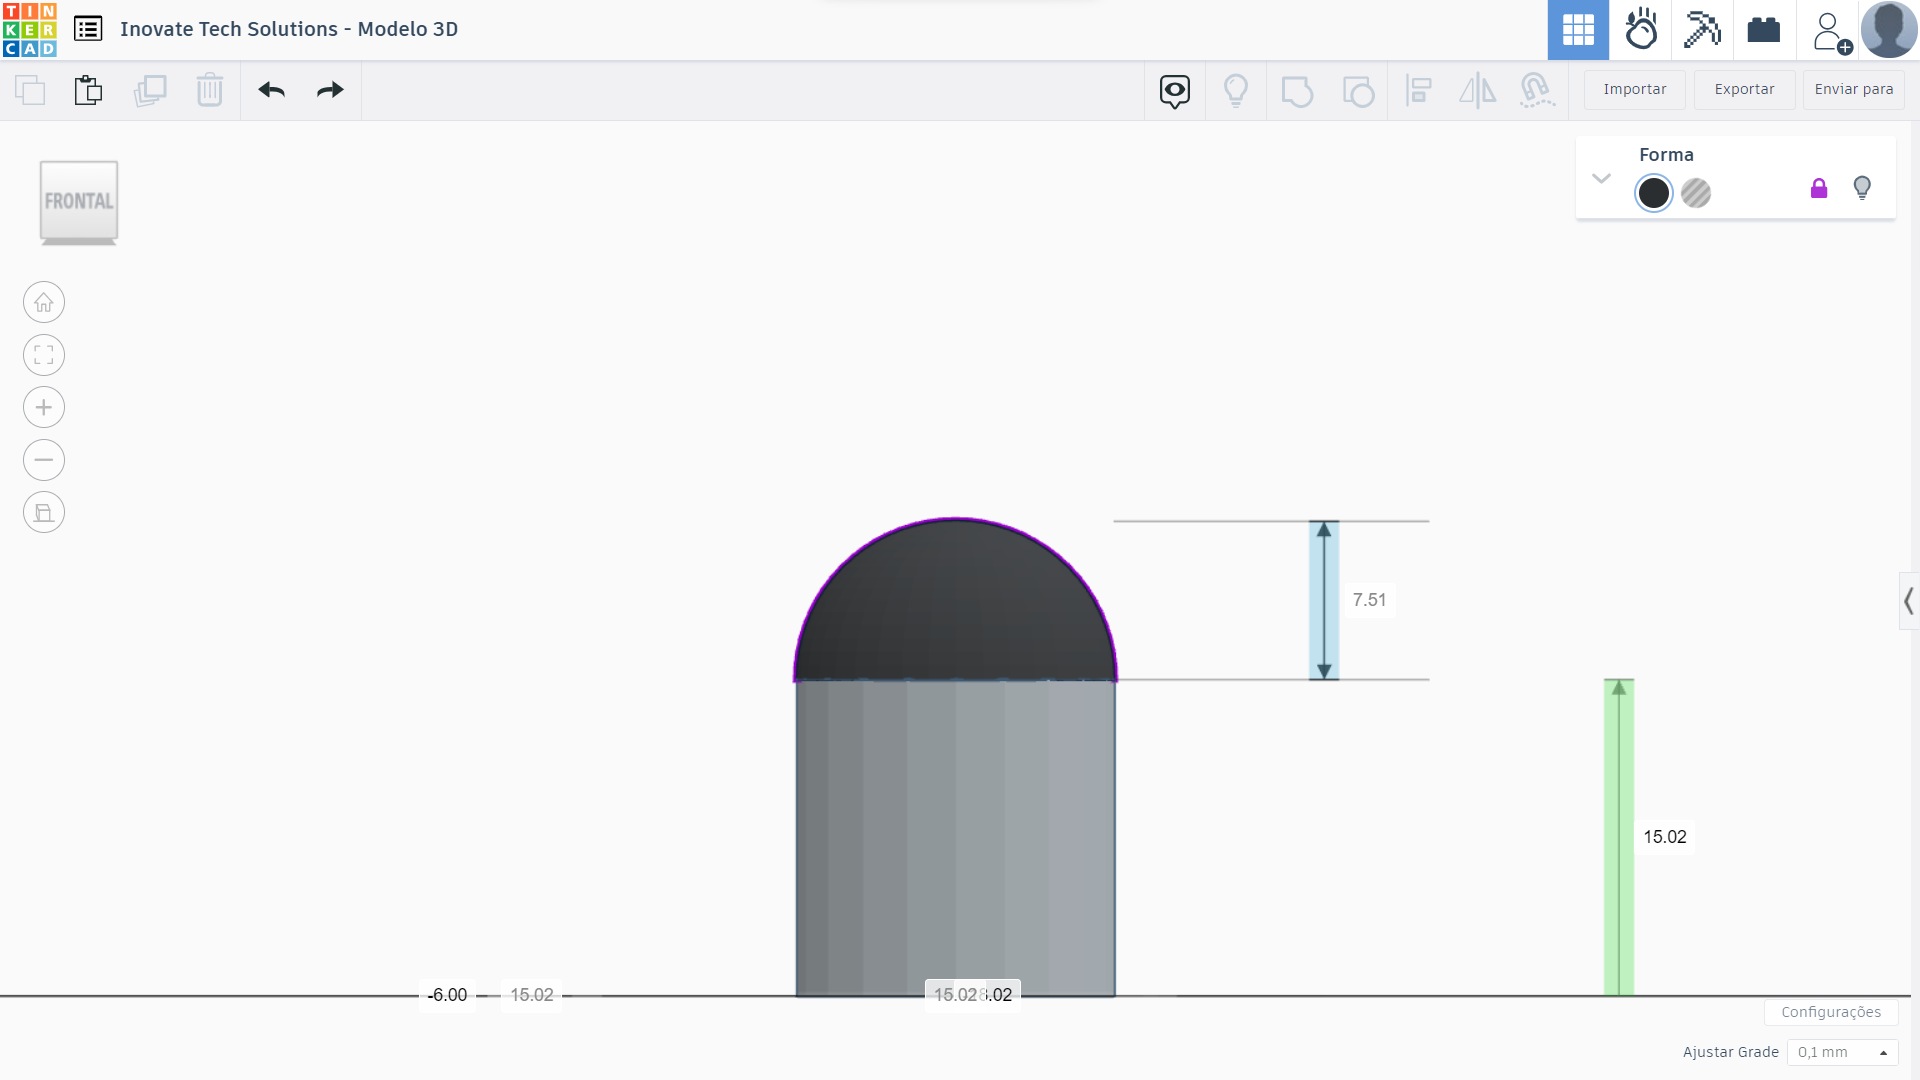 TIN
KER
CAD
Inovate Tech Solutions - Modelo 3D
Importar
Exportar
Enviar para
Forma
FRONTAL
7.51
15.02
-6.00
15.02
15.02
.02
Configurações
Ajustar Grade
0,1 mm